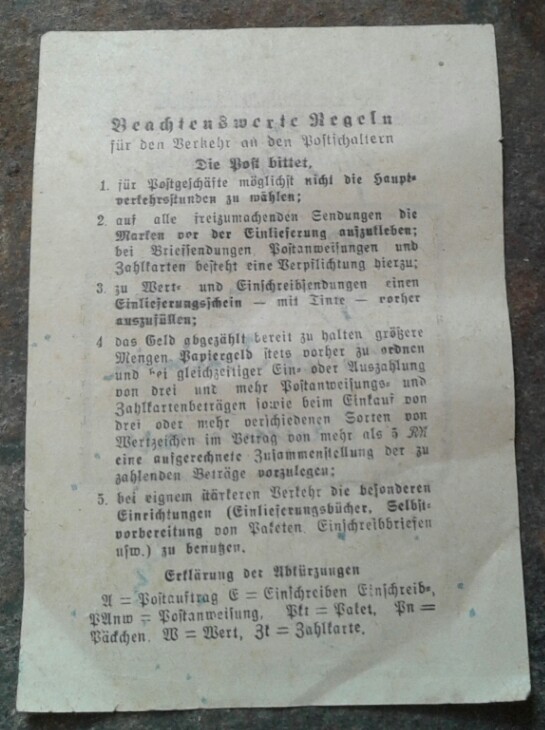 Beachtenswerte Regeln
für den Verkehr an den Postschaltern
Die Post bittet,
1. für Postgeschäfte möglichst nicht die Haupt-
verkehrsstunden zu wählen;
2. auf alle freizumachenden Sendungen die
Marken vor der Einlieferung aufzukleben;
bei Briefsendungen, Postanweisungen und
Zahlkarten besteht eine Verpflichtung hierzu;
3. zu Wert- und Einschreibsendungen einen
Einlieferungsschein — mit Tinte — vorher
auszufüllen;
4 das Geld abgezählt bereit zu halten größere
Mengen Papiergeld stets vorher zu ordnen
und bei gleichzeitiger Ein- oder Auszahlung
von drei und mehr Postanweisungs- und
Zahlkartenbeträgen sowie beim Einkauf von
drei oder mehr verschiedenen Sorten von
Wertzeichen im Betrag von mehr als 5 RM
eine aufgerechnete Zusammenstellung der zu
zahlenden Beträge vorzulegen;
5. bei eignem stärkeren Verkehr die besonderen
Einrichtungen (Einlieferungsbücher, Selbst-
vorbereitung von Paketen, Einschreibbriefen
usw.) zu benutzen.
Erklärung der Abkürzungen
A = Postauftrag E = Einschreiben Einschreib-,
PAnw = Postanweisung, Pkt = Paket, Pn =
Päckchen, W = Wert, Zk = Zahlkarte,